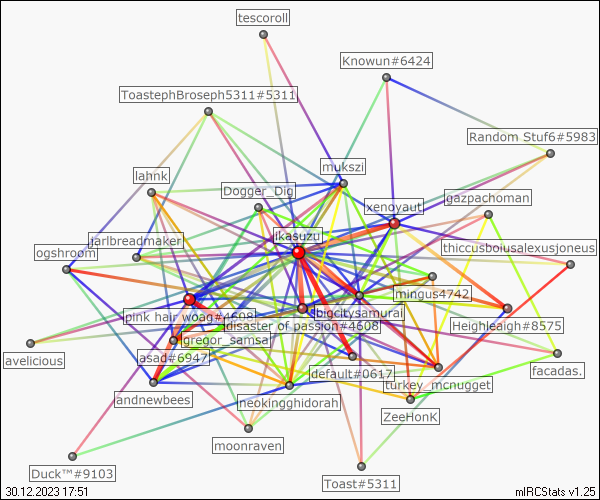 tescoroll
Knowun#6424
ToastephBroseph5311#5311
Random Stuf6#5983
mukszi
lahnk
Dogger_Dig
gazpachoman
xenoyaut
ikasuzu
jarlbreadmaker
thiccusboiusalexusjoneus
ogshroom
mingus4742
pink hair woag#4608
bigcitysamurai
disaster of passion#4608
Heighleaigh#8575
gregor_samsa
avelicious
asad#6947
facadas.
default#0617
turkey_mcnugget
landnewbees
neokingghidorah
ZeeHonK
moonraven
Duck™#9103
Toast#5311
30.12.2023 17:51
mIRCStats v1.25